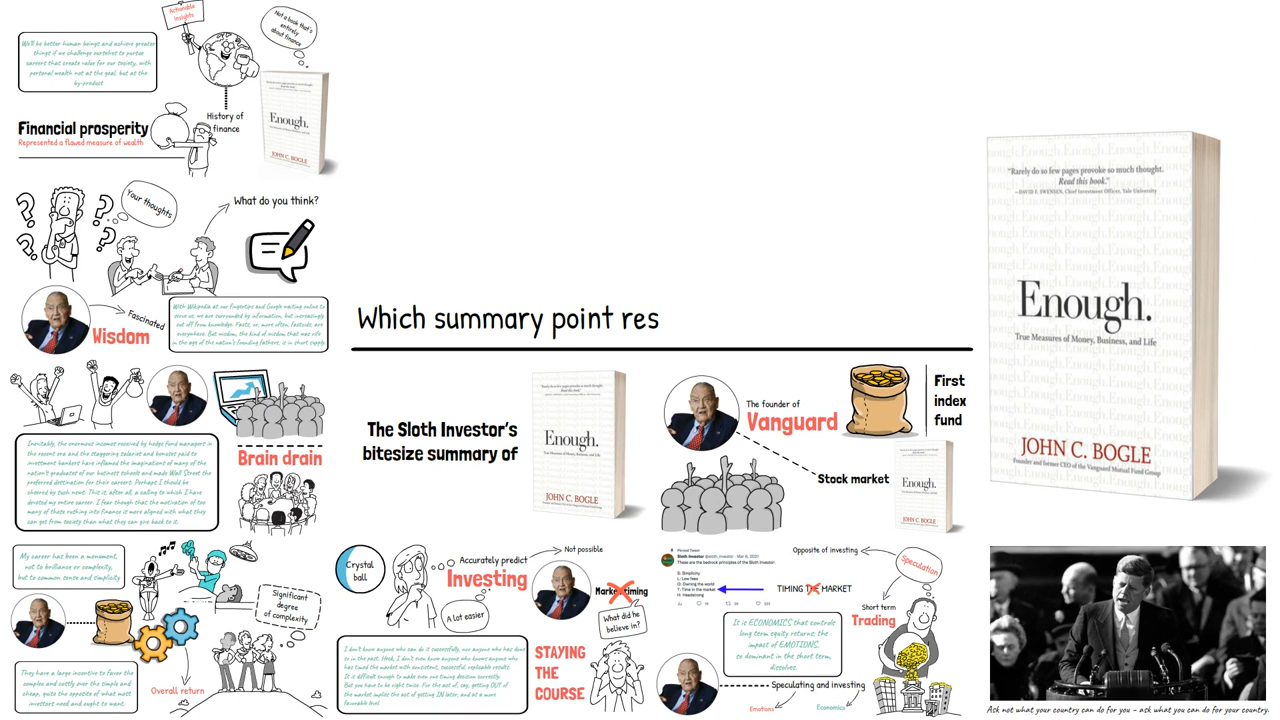 Actionable
insights
Not a book that's
entirely
about finance
We'll be better human beings and achieve greater
things if we challenge ourselves to pursue
careers that create value for our society, with
personal wealth not at the goal, but at the
by-product
History of
finance
Financial prosperity
Represented a flawed measure of wealth
Enough.
JOHN C. BOGLE
Your thoughts
What do you think?
Fascinated
Wisdom
With Wikipedia at our fingertips and Google waiting online to
serve us, we are surrounded by information, but increasingly
cut off from knowledge. Facts, or, more often, factoids, are
everywhere. But wisdom, the kind of wisdom that was rife
in the age of the nation's founding fathers, is in short supply.
Brain drain
Inevitably, the enormous incomes received by hedge fund managers in
the recent era and the staggering salaries and bonuses paid to
investment bankers have inflamed the imaginations of many of the
nation's graduates of our business schools and made Wall Street the
preferred destination for their careers. Perhaps I should be
cheered by tech news. This is, after all, a calling to which I have
devoted my entire career. I fear though that the motivation of too
many of those rushing into finance is more aligned with what they
can get from society than what they can give back to it.
My career has been a monument,
not to brilliance or complexity,
but to common sense and simplicity
Significant
degree
of complexity
They have a large incentive to favor the
complex and costly over the simple and
cheap, quite the opposite of what most
investors need and ought to want.
Overall return
Which summary point res
The Sloth Investor's
bitesize summary of
Enough.
JOHN C. BOGLE
The founder of
Vanguard
First
index
fund
Stock market
Enough.
JOHN C. BOGLE
Crystal
ball
Accurately predict
Not possible
Investing
A lot easier
Market timing
What did he
believe in?
I don't know anyone who can do it successfully, nor anyone who has done
so in the past. Heck, I don't even know anyone who knows anyone who
has timed the market with consistent, successful, replicable results.
It is difficult enough to make even one timing decision correctly.
But you have to be right twice. For the act of, say, getting OUT of
the market implies the act of getting IN later, and at a more
favorable level.
STAYING
THE
COURSE
Pinned Tweet
Sloth Investor @sloth_investor · Mar 8, 2021
These are the bedrock principles of the Sloth Investor:
S: Simplicity
L: Low fees
O: Owning the world
T: Time in the market
H: Headstrong
Opposite of investing
Speculation
TIMING THE MARKET
Short term
Trading
It is ECONOMICS that controls
long term equity returns; the
impact of EMOTIONS,
so dominant in the short term,
dissolves.
Speculating and investing
Emotions
Economics
"Rarely do so few pages provoke so much thought.
Read this book."
—DAVID F. SWENSEN, Chief Investment Officer, Yale University
Enough.
True Measures of Money, Business, and Life
JOHN C. BOGLE
Founder and former CEO of the Vanguard Mutual Fund Group
Ask not what your country can do for you – ask what you can do for your country.